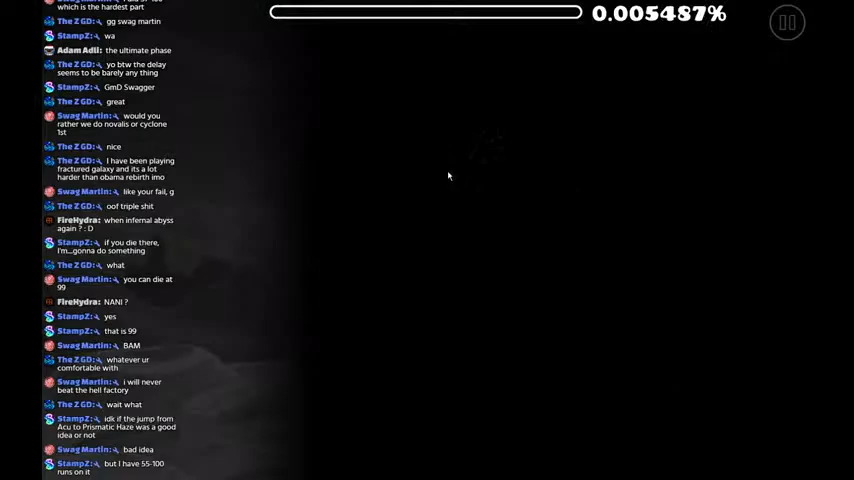 which is the hardest part
0.005487%
The Z GD: gg swag martin
StampZ: wa
Adam Adli: the ultimate phase
The Z GD: yo btw the delay
seems to be barely any thing
StampZ: GmD Swagger
The Z GD: great
Swag Martin: would you
rather we do novalis or cyclone
1st
The Z GD: nice
The Z GD: I have been playing
fractured galaxy and its a lot
harder than obama rebirth imo
Swag Martin: like your fail, g
The Z GD: oof triple shit
FireHydra: when infernal abyss
again ? : D
StampZ: if you die there,
I'm...gonna do something
The Z GD: what
Swag Martin: you can die at
99
FireHydra: NANI ?
StampZ: yes
StampZ: that is 99
Swag Martin: BAM
The Z GD: whatever ur
comfortable with
Swag Martin: i will never
beat the hell factory
The Z GD: wait what
StampZ: idk if the jump from
Acu to Prismatic Haze was a good
idea or not
Swag Martin: bad idea
StampZ: but I have 55-100
runs on it